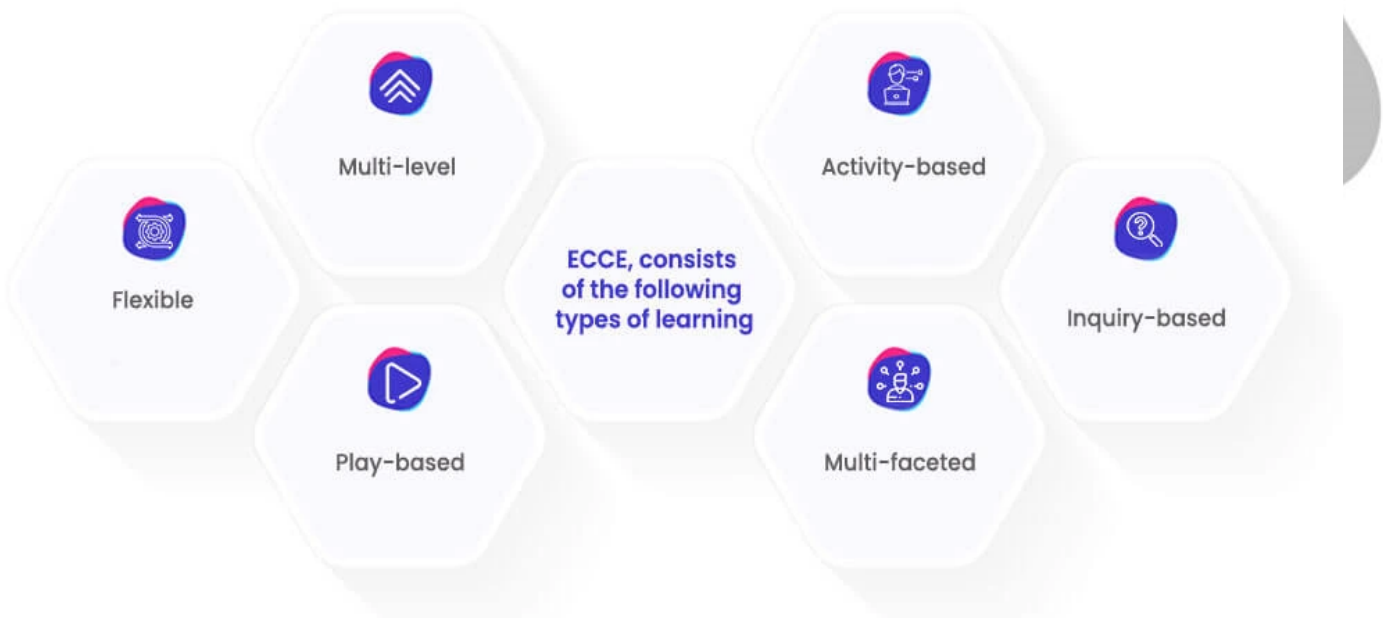 Multi-level
Activity-based
Flexible
ECCE, consists
of the following
types of learning
Inquiry-based
Play-based
Multi-faceted